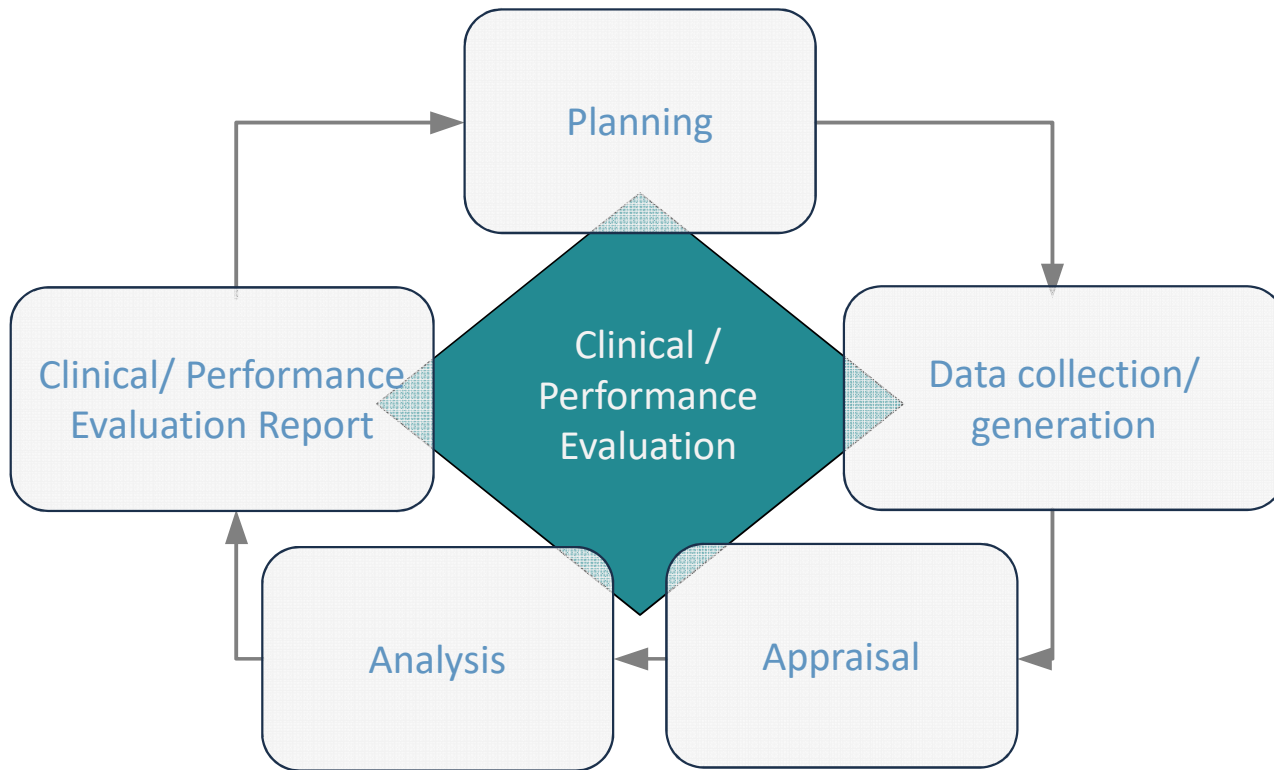 Planning
Clinical/ Performance
Evaluation Report
Clinical /
Performance
Evaluation
Data collection/
generation
Analysis
Appraisal